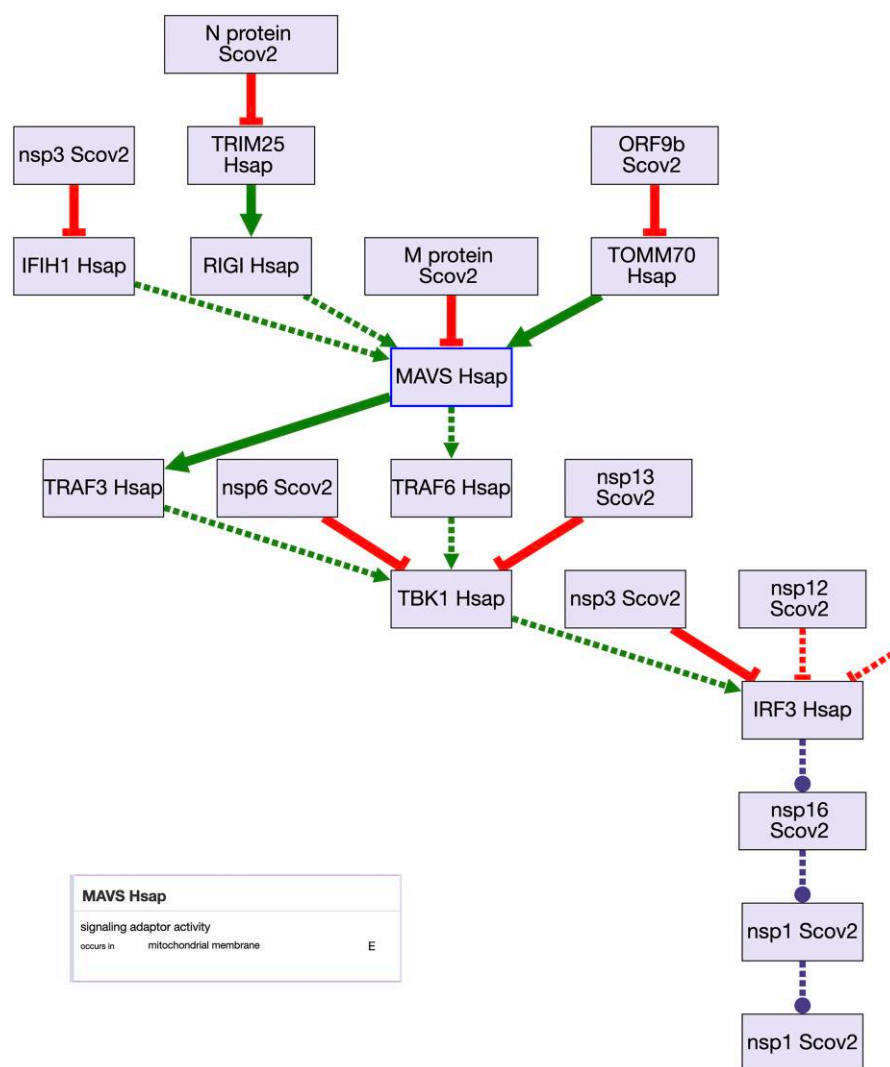 N protein
Scov2
nsp3 Scov2
TRIM25
Hsap
ORF9b
Scov2
IFIH1 Hsap
RIGI Hsap
M protein
Scov2
TOMM70
Hsap
MAVS Hsap
TRAF3 Hsap
nsp6 Scov2
TRAF6 Hsap
nsp13
Scov2
TBK1 Hsap
nsp3 Scov2
nsp12
Scov2
IRF3 Hsap
nsp16
Scov2
MAVS Hsap
signaling adaptor activity
occurs in mitochondrial membrane E
nsp1 Scov2
nsp1 Scov2